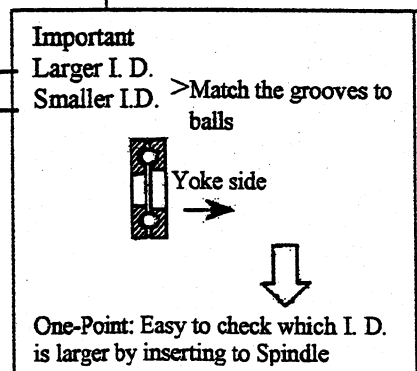 Important
Larger I. D.
Smaller I.D.
>Match the grooves to
balls
Yoke side
One-Point: Easy to check which I. D.
is larger by inserting to Spindle